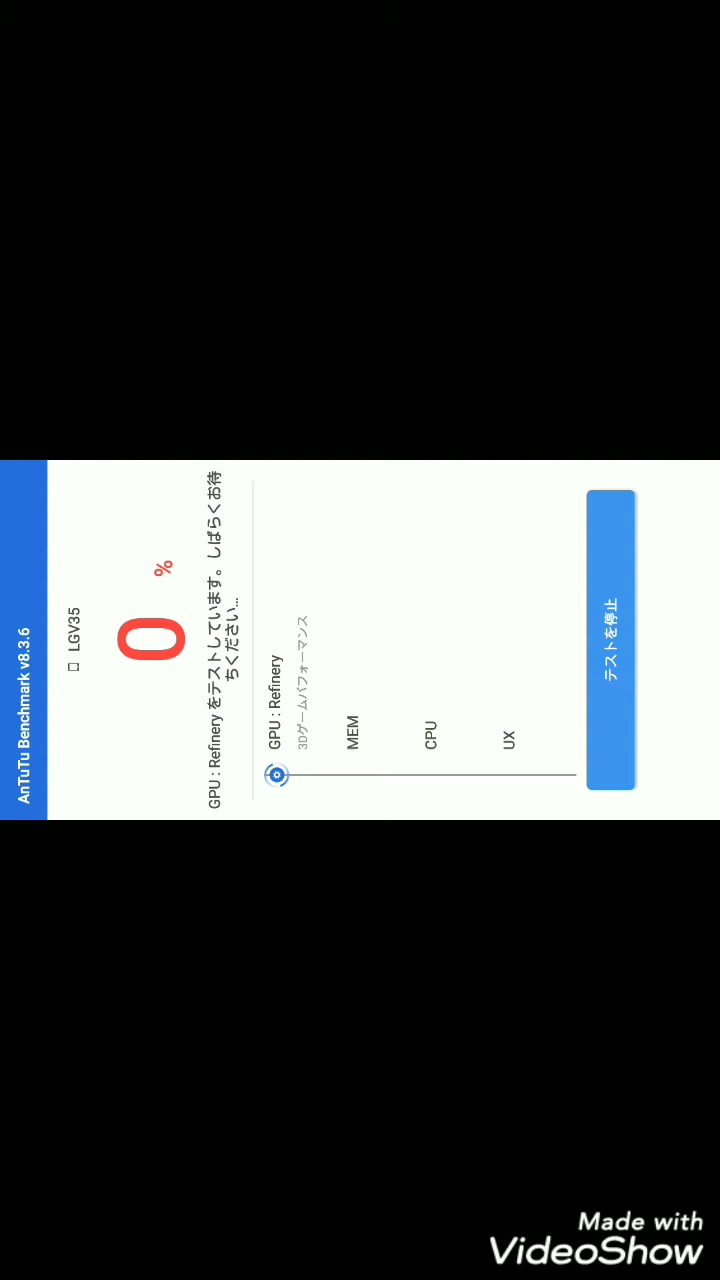 AnTuTu Benchmark v8.3.6
LGV35
0 %
GPU : Refinery をテストしています。しばらくお待
ちください...
GPU : Refinery
3Dゲームパフォーマンス
MEM
CPU
UX
テストを停止
Made with
VideoShow